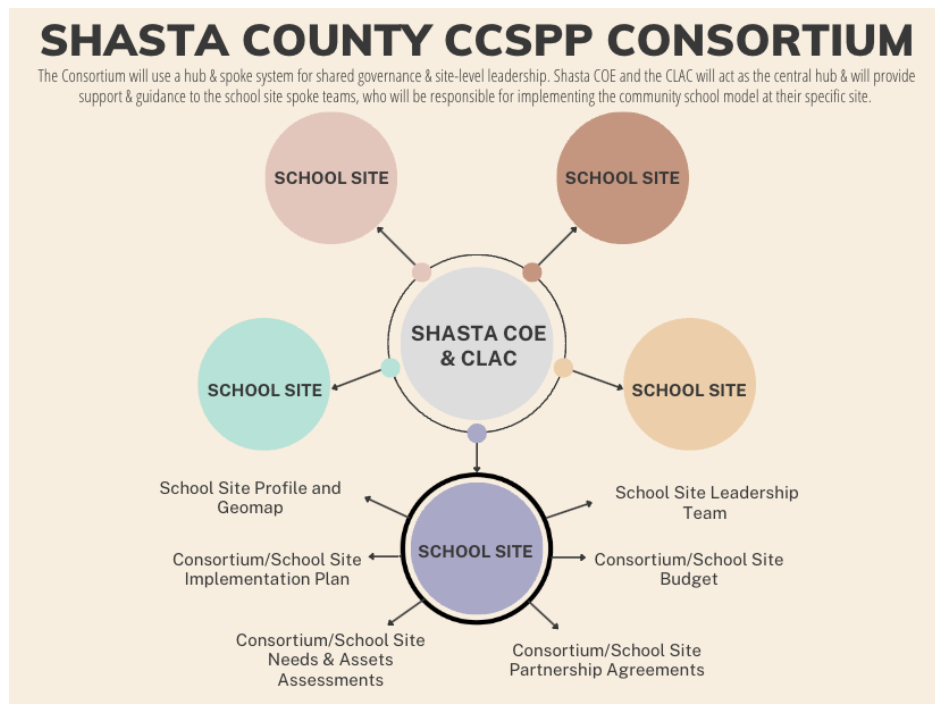 SHASTA COUNTY CCSPP CONSORTIUM
The Consortium will use a hub & spoke system for shared governance & site-level leadership. Shasta COE and the CLAC will act as the central hub & will provide
support & guidance to the school site spoke teams, who will be responsible for implementing the community school model at their specific site.
SCHOOL SITE
SCHOOL SITE
SHASTA COE
& CLAC
SCHOOL SITE
SCHOOL SITE
School Site Profile and
Geomap
School Site Leadership
Team
SCHOOL SITE
Consortium/School Site
Implementation Plan
Consortium/School Site
Budget
Consortium/School Site
Needs & Assets
Assessments
Consortium/School Site
Partnership Agreements